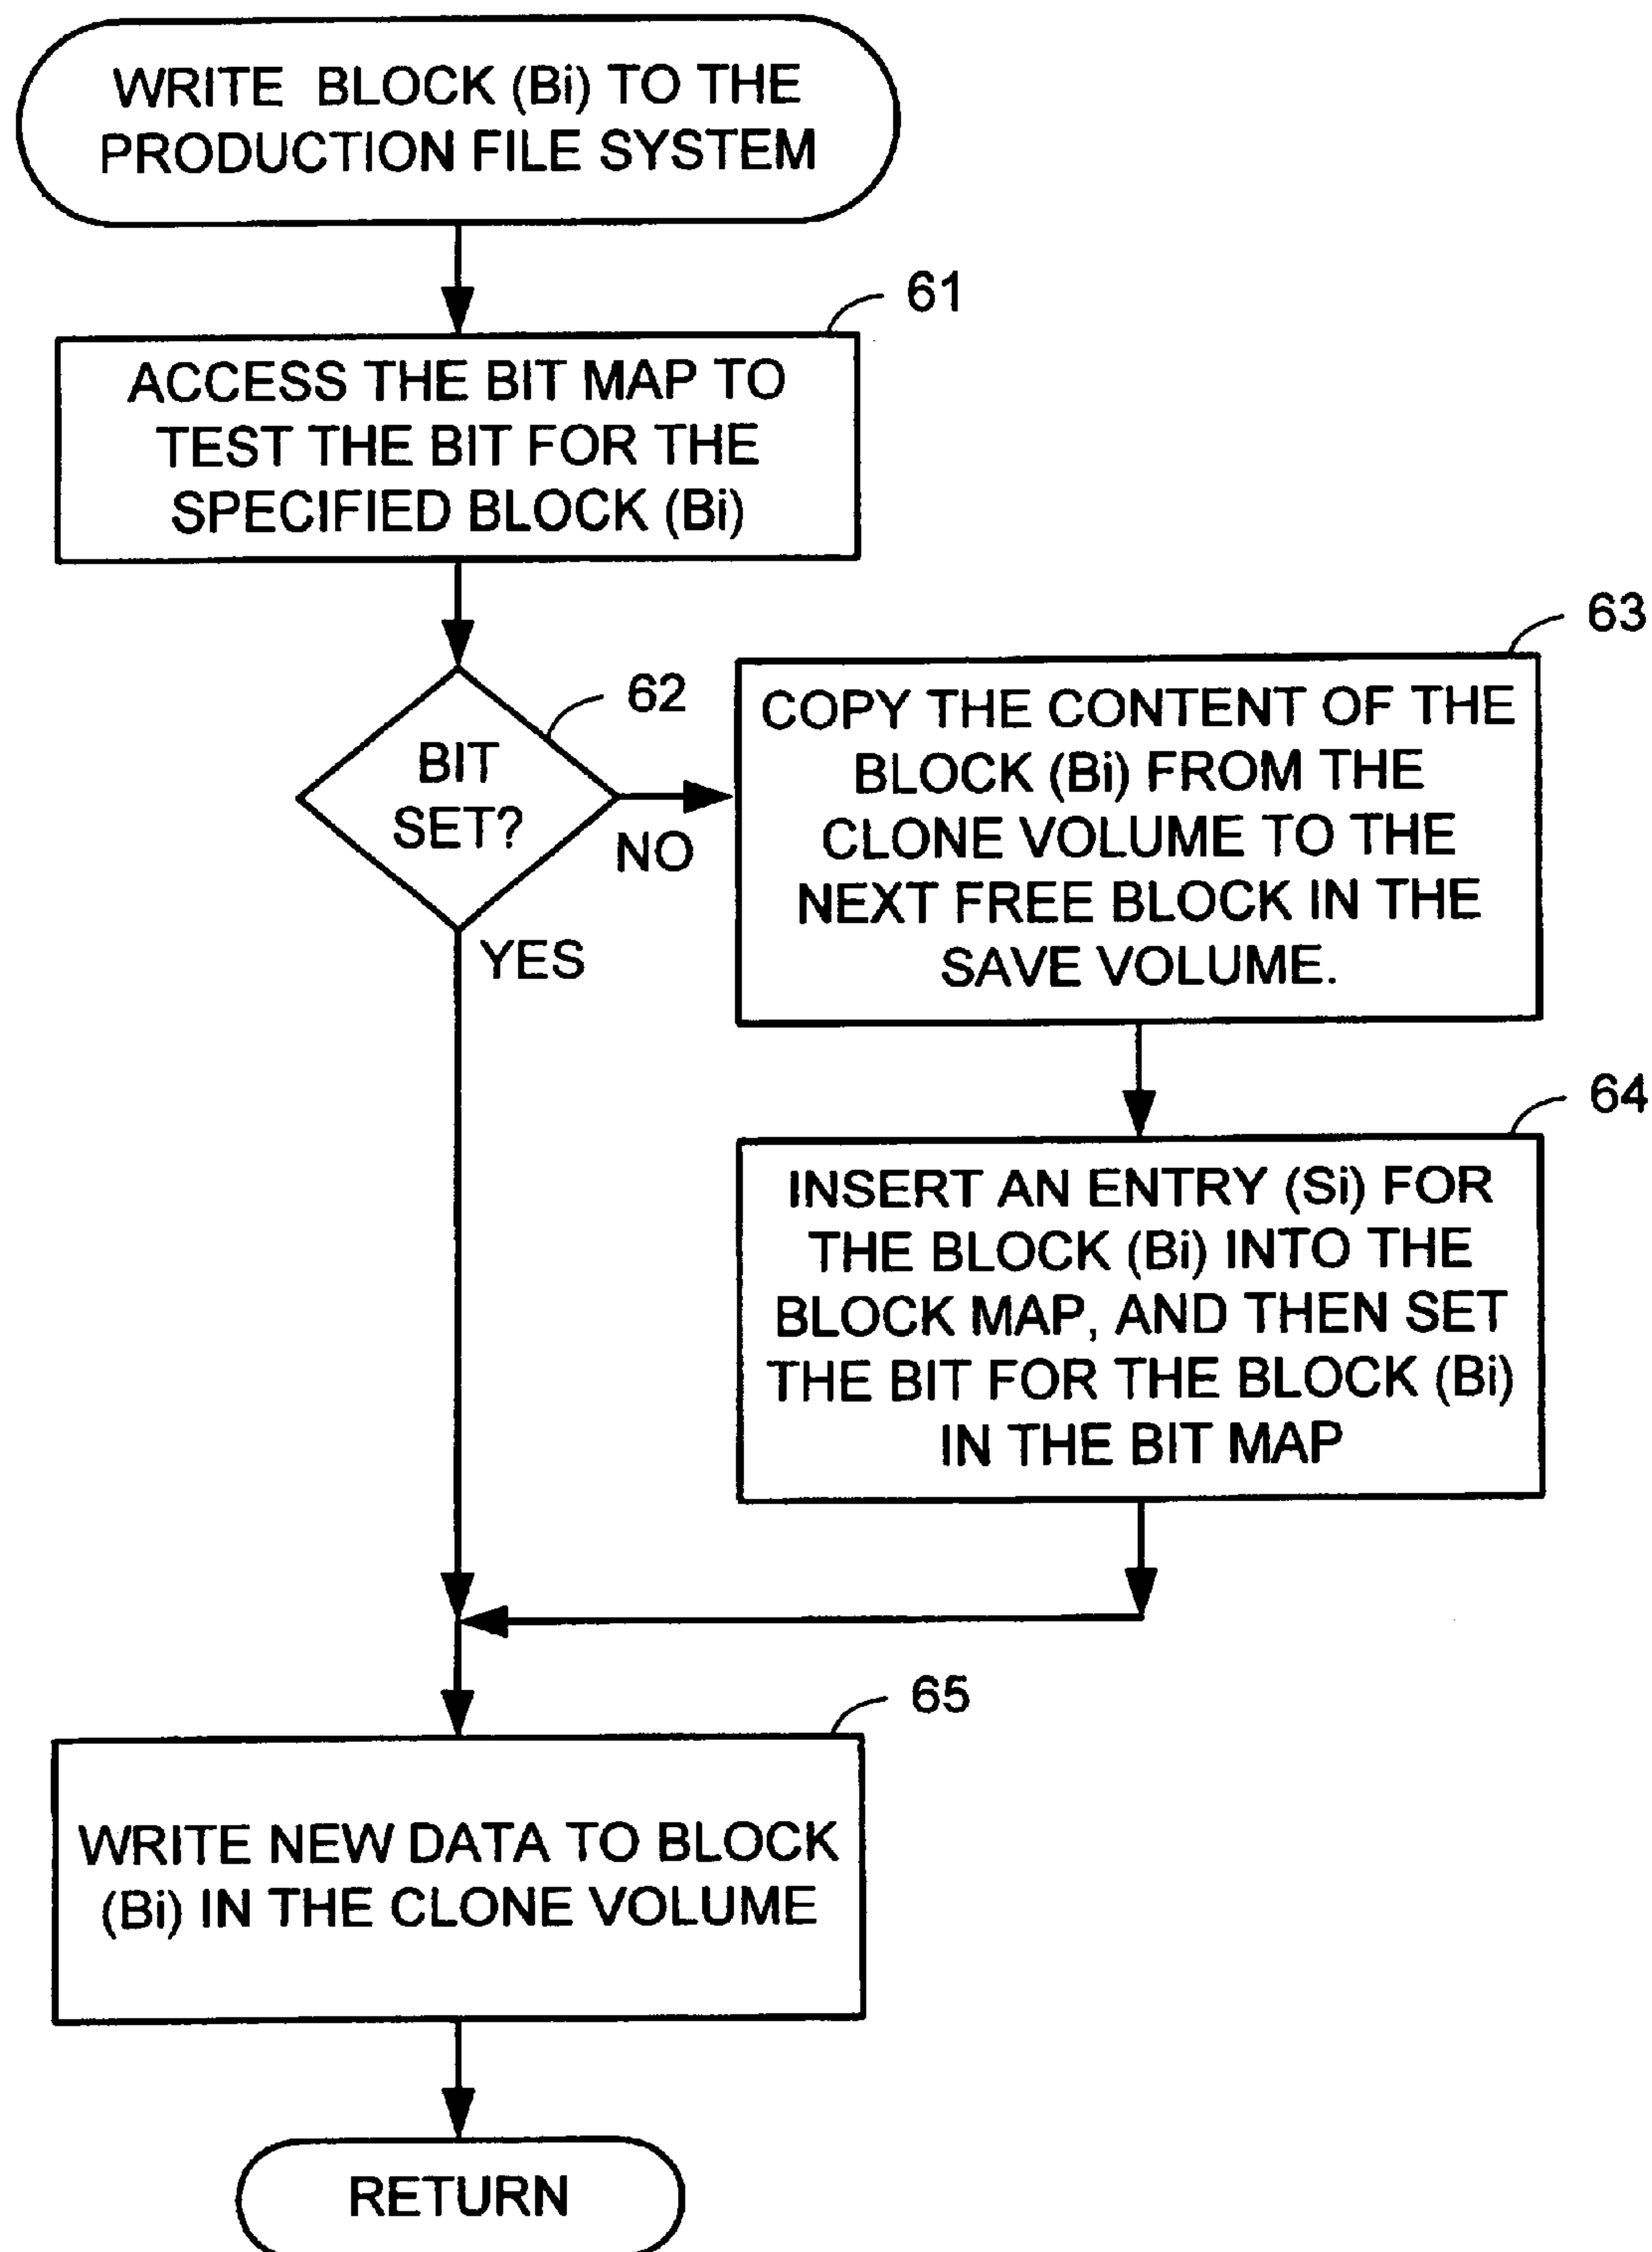 WRITE BLOCK (Bi) TO THE
PRODUCTION FILE SYSTEM
61
ACCESS THE BIT MAP TO
TEST THE BIT FOR THE
SPECIFIED BLOCK (Bi)
62
BIT
SET?
NO
YES
63
COPY THE CONTENT OF THE
BLOCK (Bi) FROM THE
CLONE VOLUME TO THE
NEXT FREE BLOCK IN THE
SAVE VOLUME.
64
INSERT AN ENTRY (Si) FOR
THE BLOCK (Bi) INTO THE
BLOCK MAP, AND THEN SET
THE BIT FOR THE BLOCK (Bi)
IN THE BIT MAP
65
WRITE NEW DATA TO BLOCK
(Bi) IN THE CLONE VOLUME
RETURN